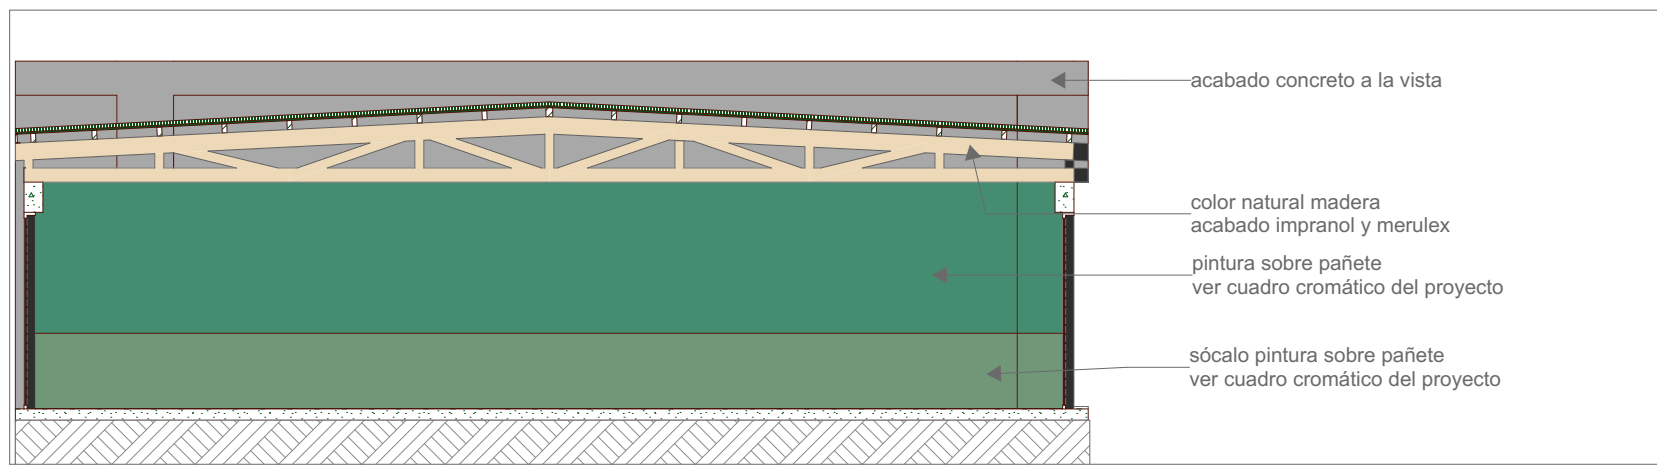 acabado concreto a la vista
color natural madera
acabado impranol y merulex
pintura sobre pañete
ver cuadro cromático del proyecto
sócalo pintura sobre pañete
ver cuadro cromático del proyecto